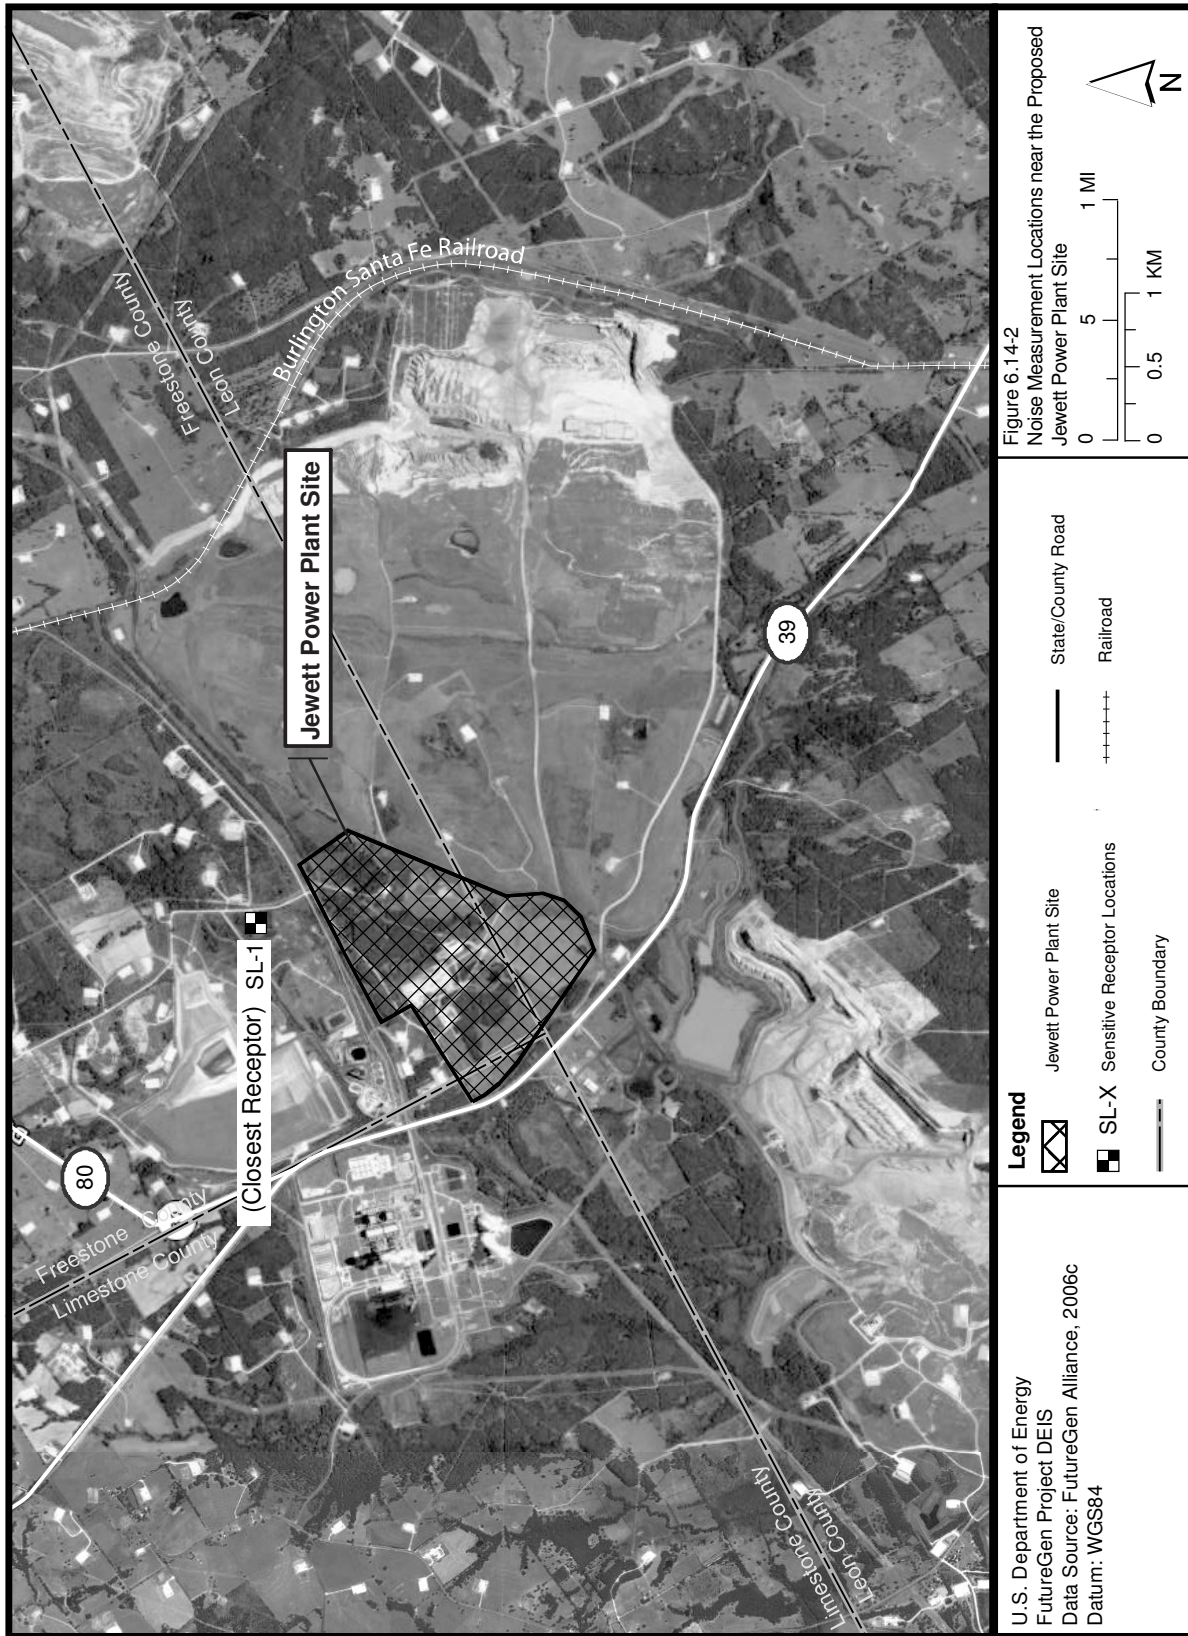 Freestone County
Limestone County
80
(Closest Receptor) SL-1
Jewett Power Plant Site
Freestone County
Leon County
Burlington Santa Fe Railroad
39
Limestone County
Leon County
U.S. Department of Energy
FutureGen Project DEIS
Data Source: FutureGen Alliance, 2006c
Datum: WGS84
Legend
Jewett Power Plant Site
SL-X Sensitive Receptor Locations
County Boundary
State/County Road
Railroad
Figure 6.14-2
Noise Measurement Locations near the Proposed
Jewett Power Plant Site
0 5 1 MI
0 0.5 1 KM
N